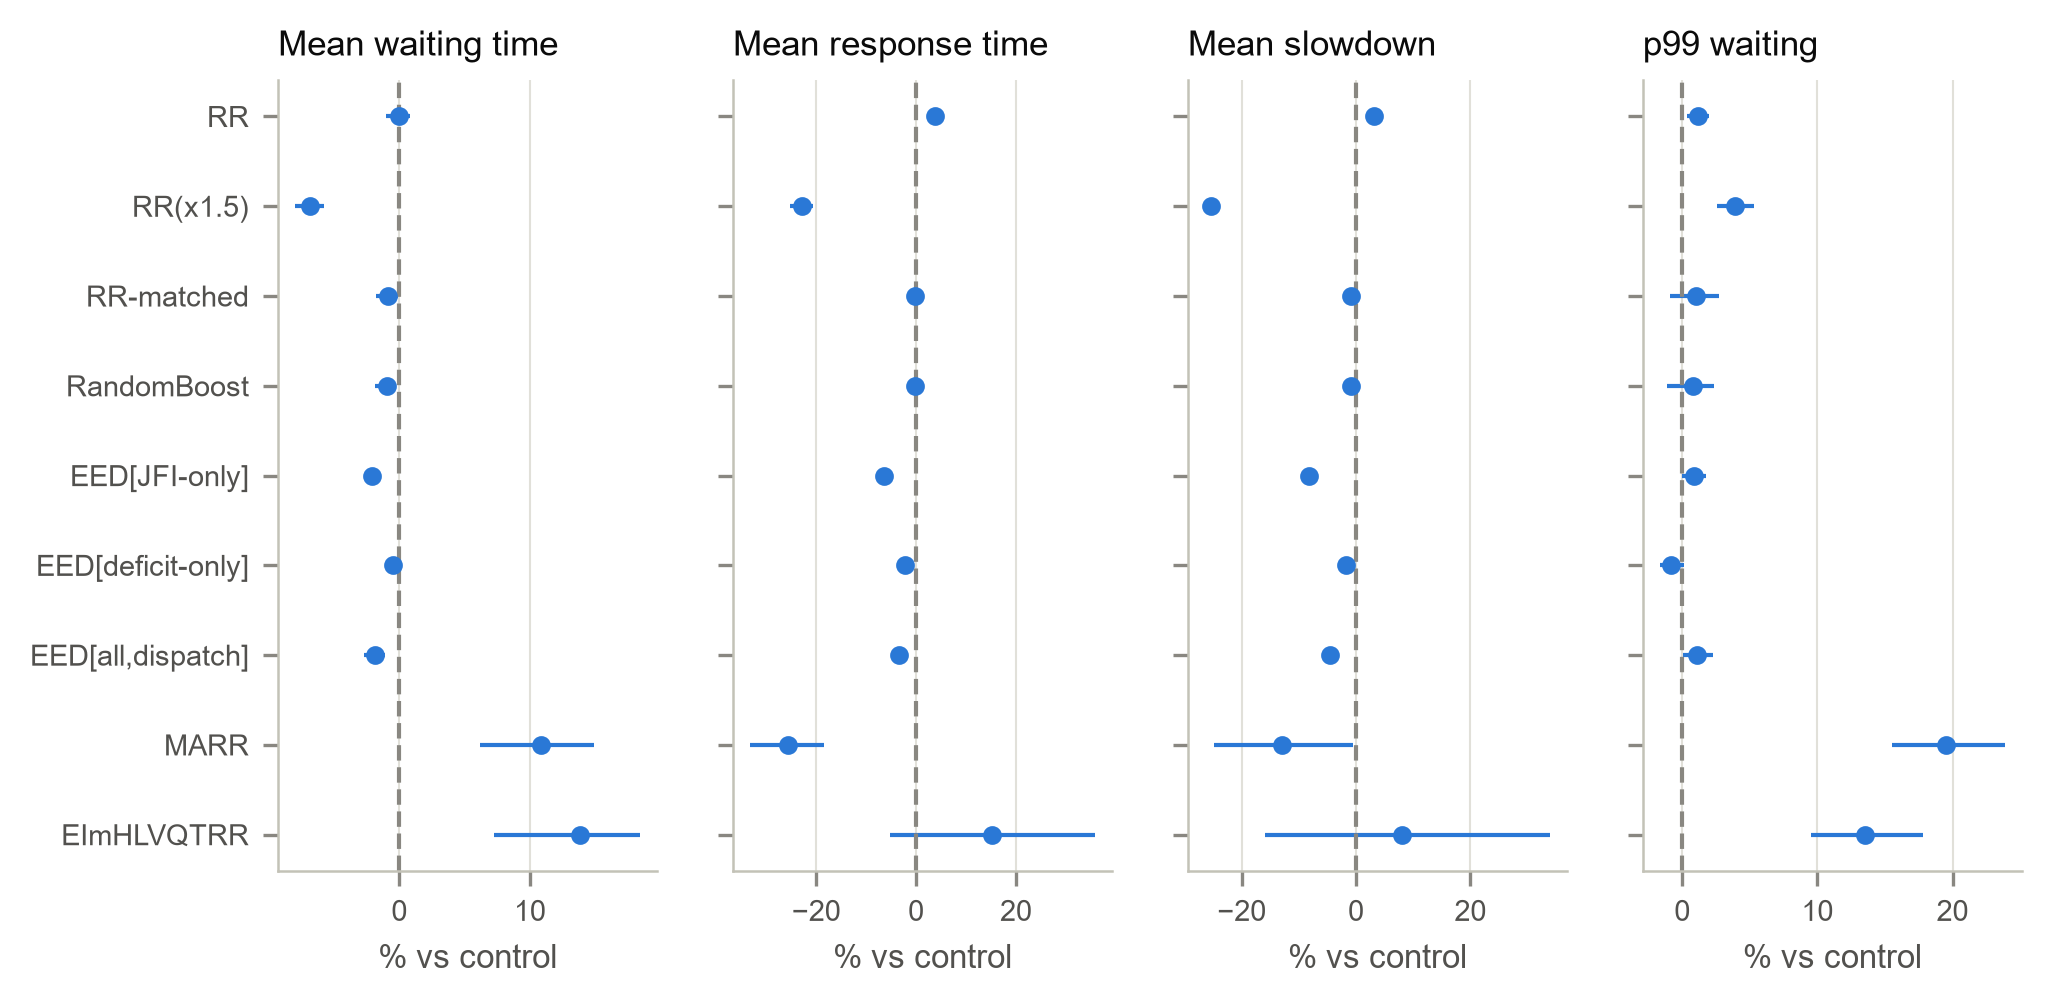 Mean waiting time
Mean response time
Mean slowdown
p99 waiting
RR
RR(x1.5)
RR-matched
RandomBoost
EED[JFI-only]
EED[deficit-only]
EED[all,dispatch]
MARR
EImHLVQTRR
0 10
−20 0 20
−20 0 20
0 10 20
% vs control
% vs control
% vs control
% vs control